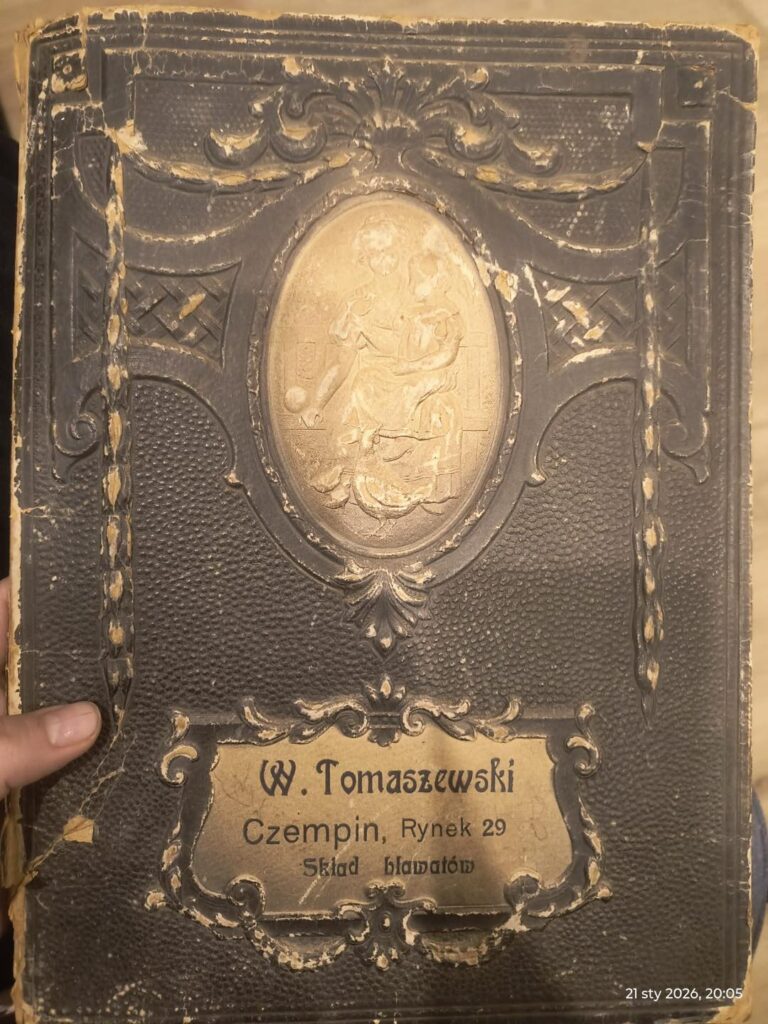 W. Tomaszewski
Czempin, Rynek 29
Skład bławatów
21 sty 2026, 20:05